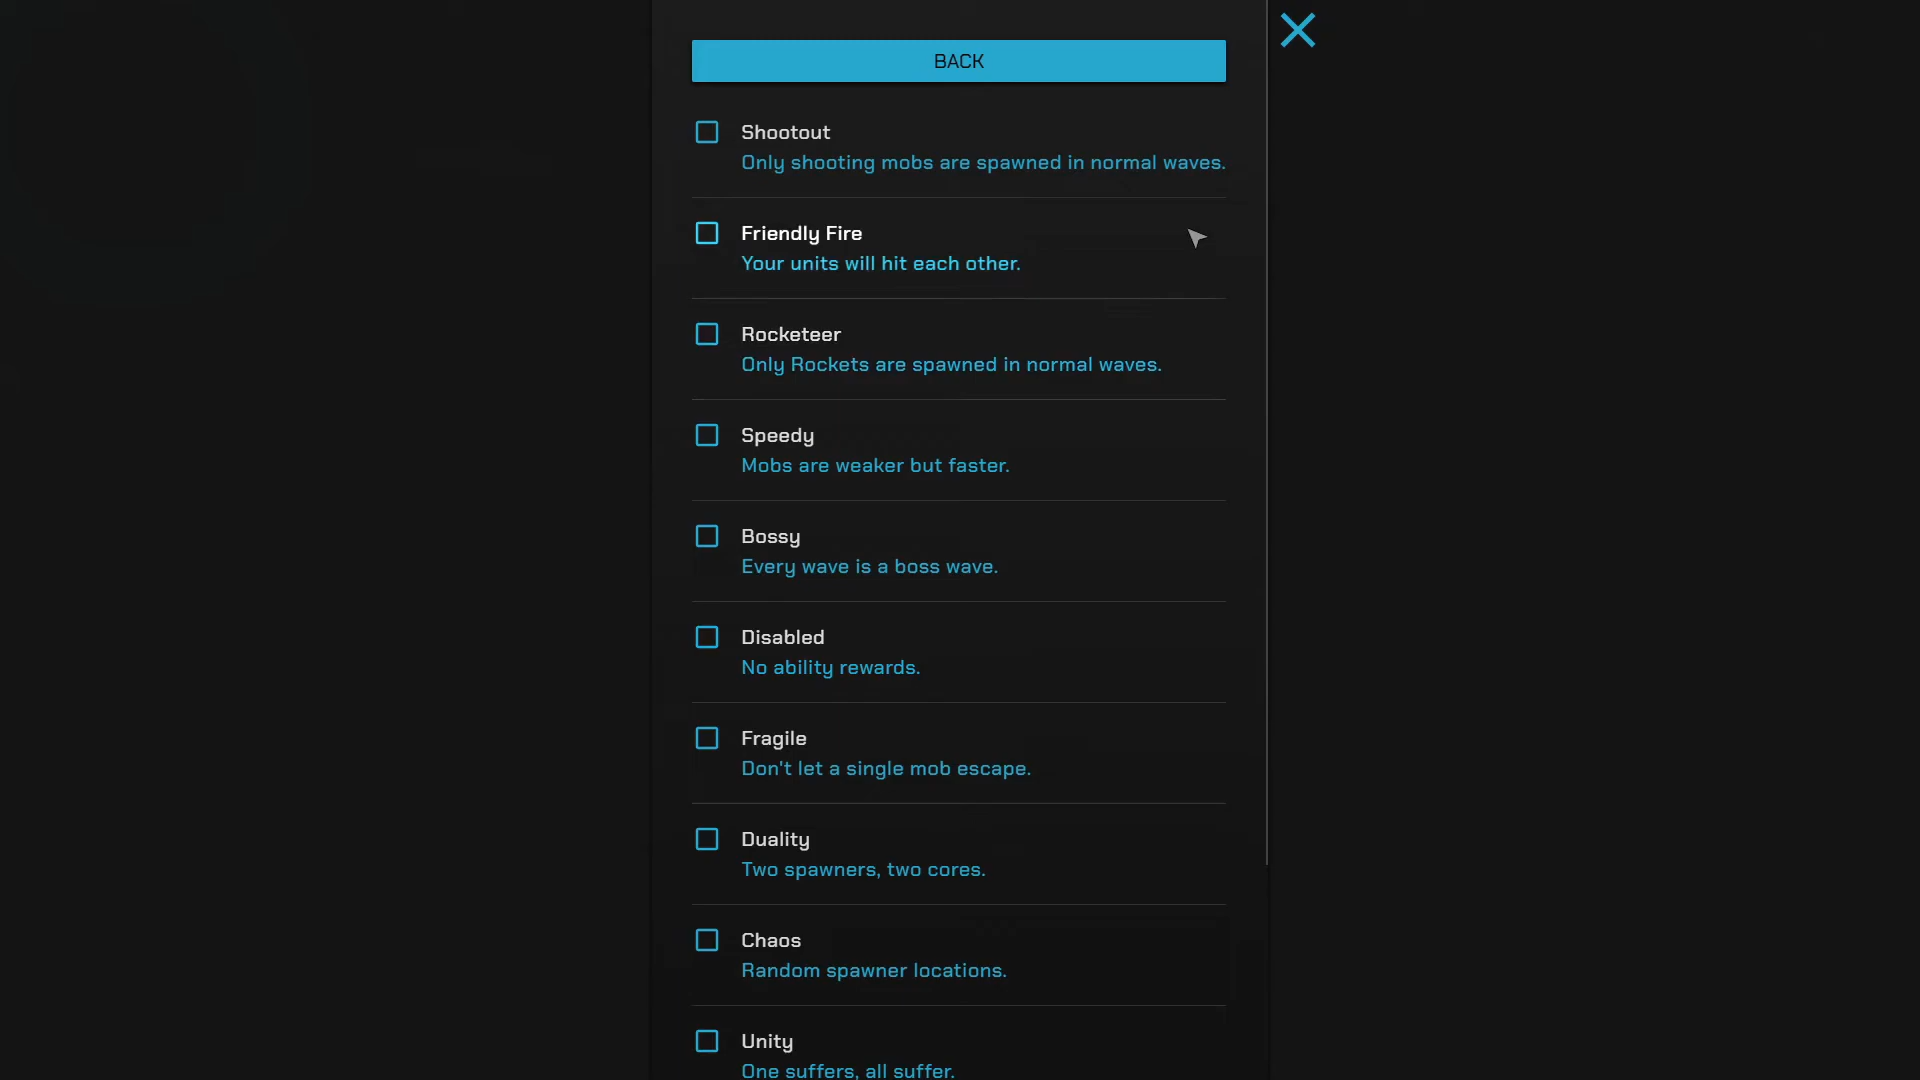 BACK
Shootout
Only shooting mobs are spawned in normal waves.
Friendly Fire
Your units will hit each other.
Rocketeer
Only Rockets are spawned in normal waves.
Speedy
Mobs are weaker but faster.
Bossy
Every wave is a boss wave.
Disabled
No ability rewards.
Fragile
Don't let a single mob escape.
Duality
Two spawners, two cores.
Chaos
Random spawner locations.
Unity
One suffers, all suffer.